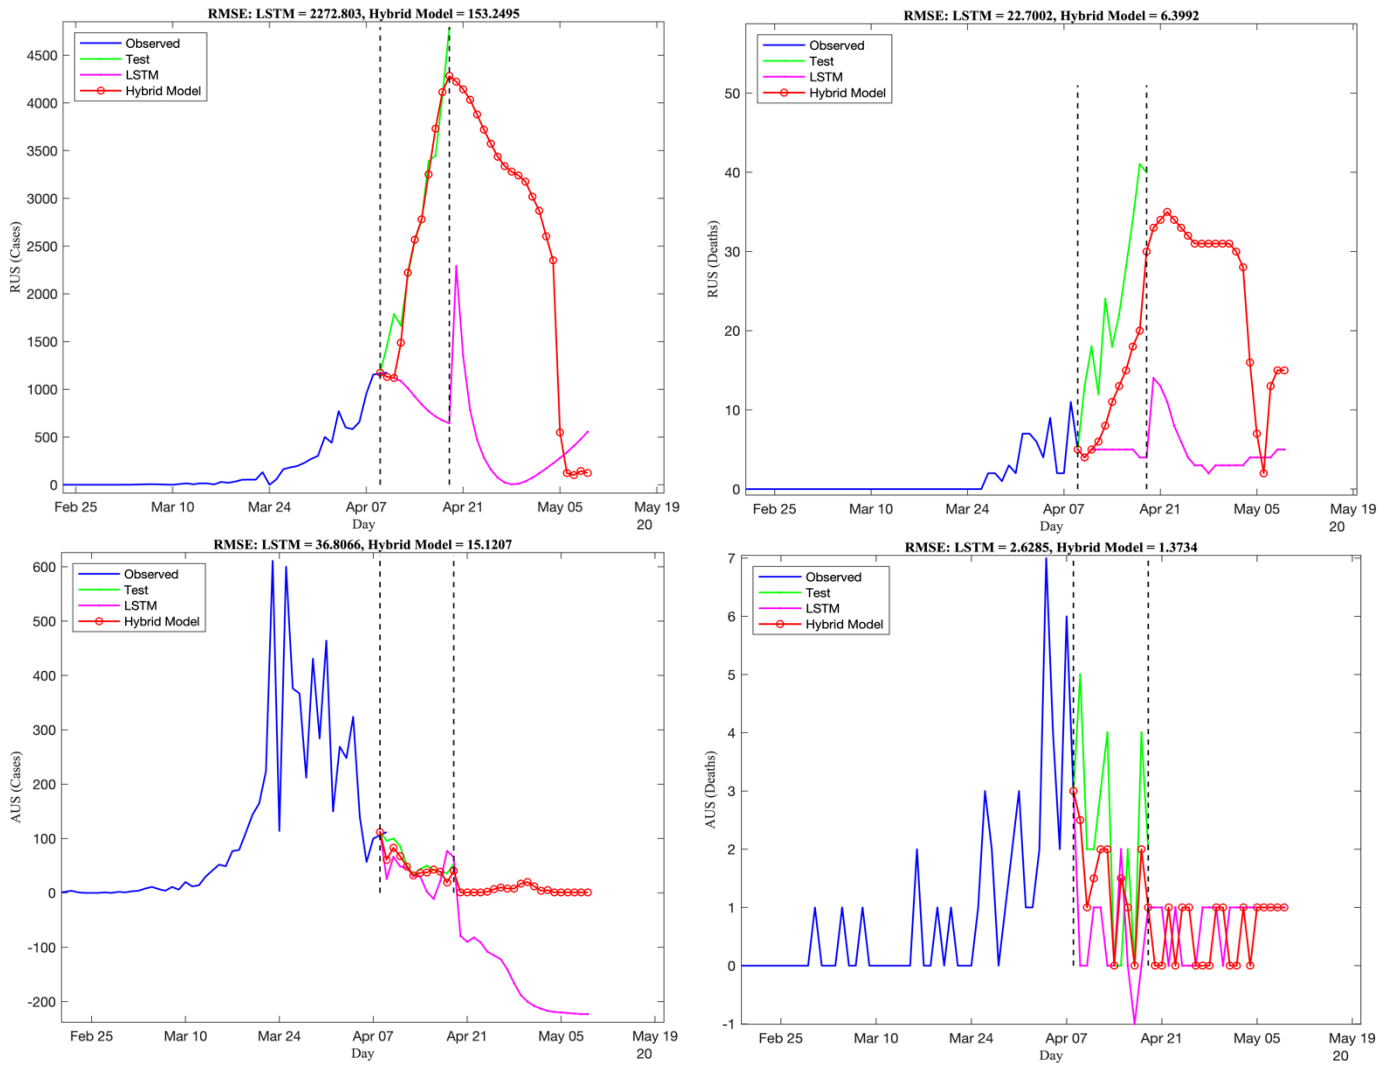 RMSE: LSTM = 2272.803, Hybrid Model = 153.2495
Observed
Test
LSTM
Hybrid Model
4500
4000
3500
3000
2500
2000
1500
1000
500
0
RUS (Cases)
Feb 25 Mar 10 Mar 24 Apr 07 Apr 21 May 05 May 19
Day 20
RMSE: LSTM = 22.7002, Hybrid Model = 6.3992
Observed
Test
LSTM
Hybrid Model
50
40
30
20
10
0
RUS (Deaths)
Feb 25 Mar 10 Mar 24 Apr 07 Apr 21 May 05 May 19
Day 20
RMSE: LSTM = 36.8066, Hybrid Model = 15.1207
Observed
Test
LSTM
Hybrid Model
600
500
400
300
200
100
0
-100
-200
AUS (Cases)
Feb 25 Mar 10 Mar 24 Apr 07 Apr 21 May 05 May 19
Day 20
RMSE: LSTM = 2.6285, Hybrid Model = 1.3734
Observed
Test
LSTM
Hybrid Model
7
6
5
4
3
2
1
0
-1
AUS (Deaths)
Feb 25 Mar 10 Mar 24 Apr 07 Apr 21 May 05 May 19
Day 20